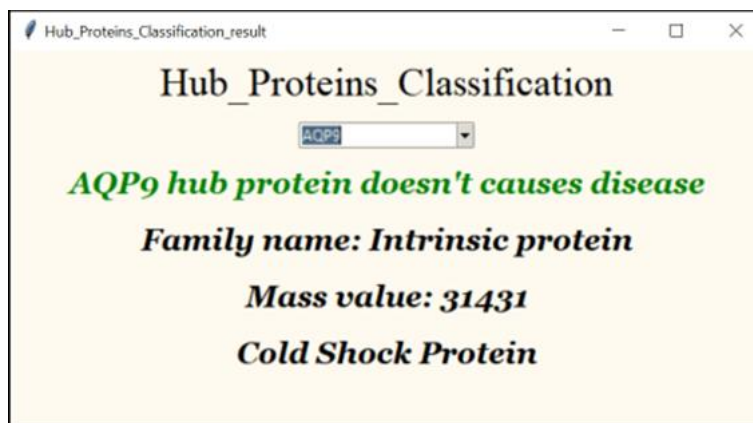 Hub_Proteins_Classification_result
Hub_Proteins_Classification
AQP9
AQP9 hub protein doesn't causes disease
Family name: Intrinsic protein
Mass value: 31431
Cold Shock Protein